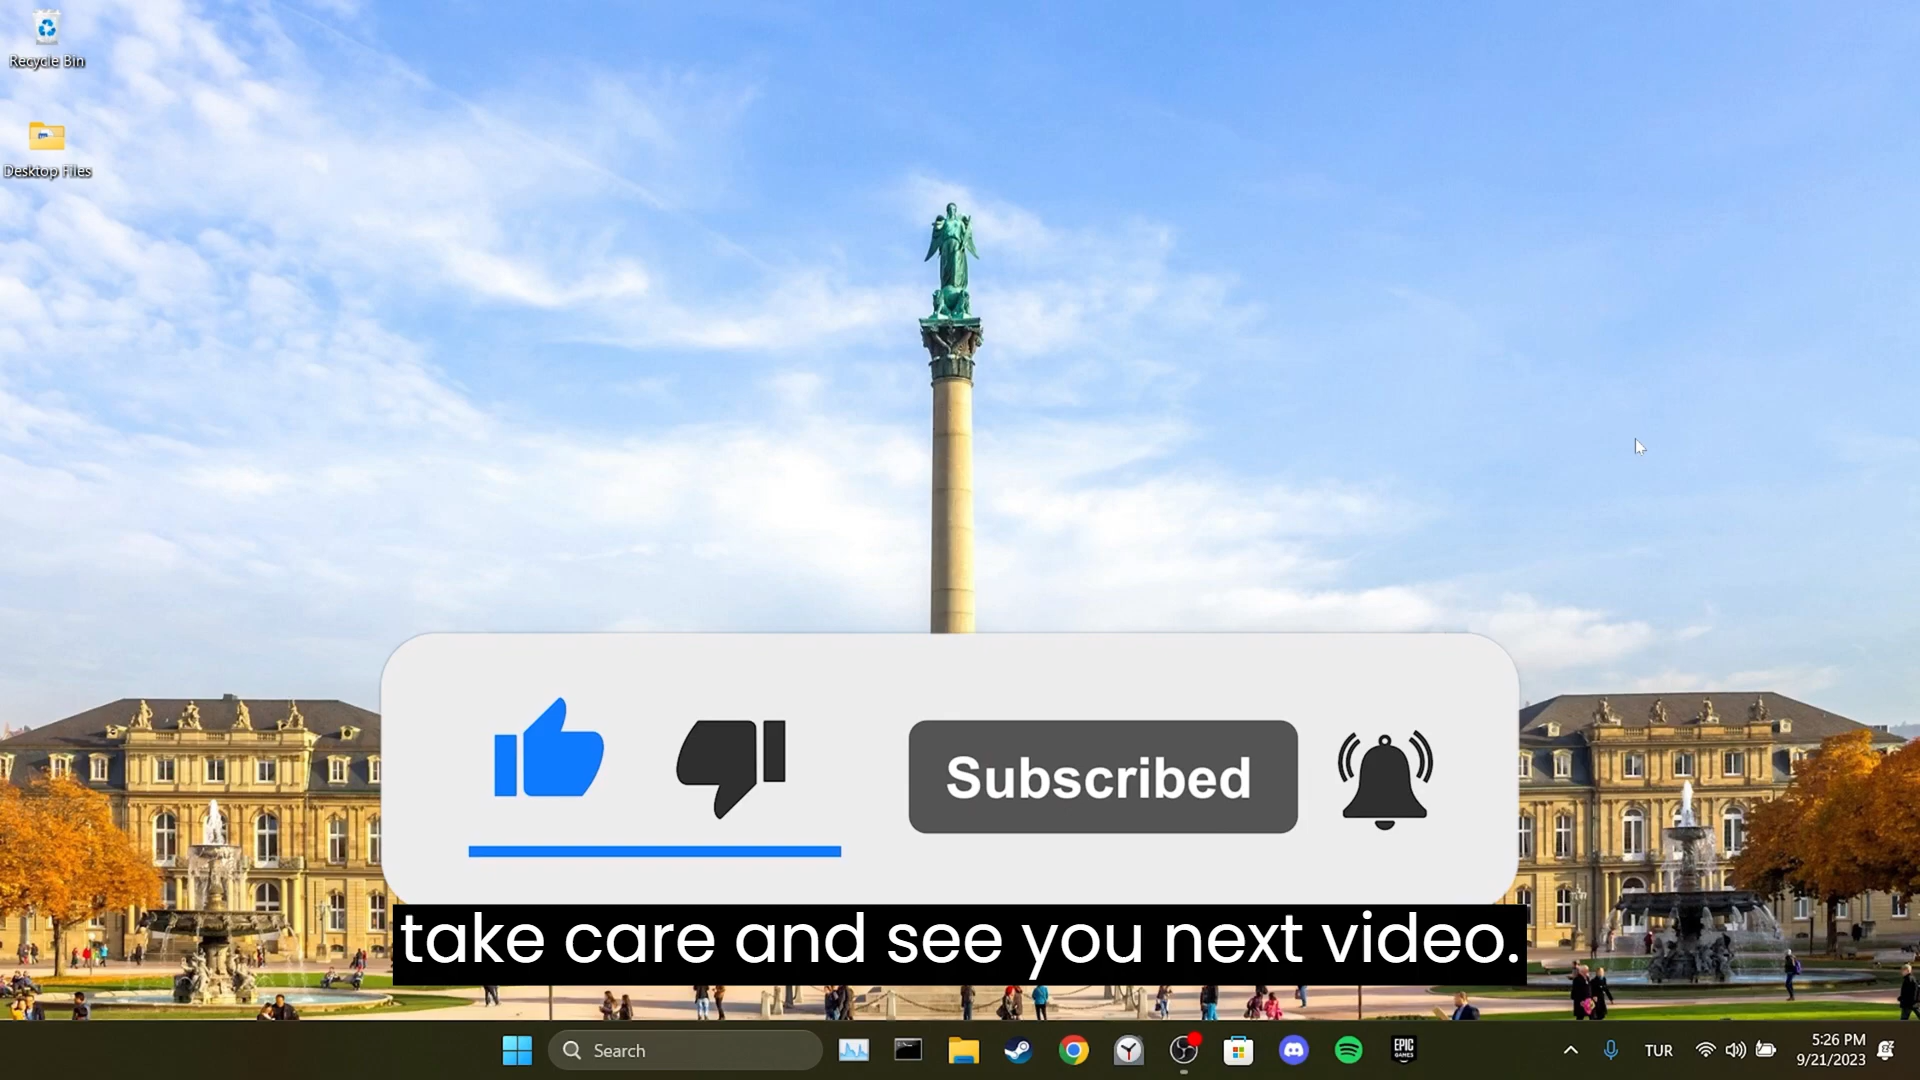 Recycle Bin
Desktop Files
Subscribed
take care and see you next video.
Search
EPIC
GAMES
TUR
5:26 PM
9/21/2023